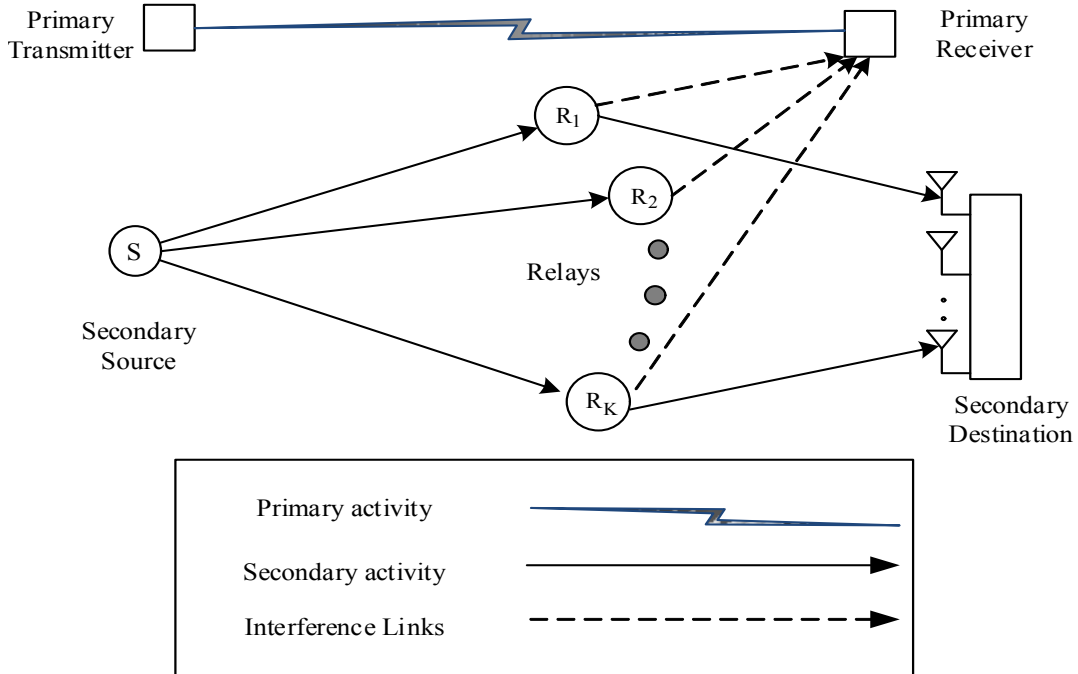 Primary
Transmitter
Primary
Receiver
R1
R2
S
Relays
Secondary
Source
RK
Secondary
Destination
Primary activity
Secondary activity
Interference Links